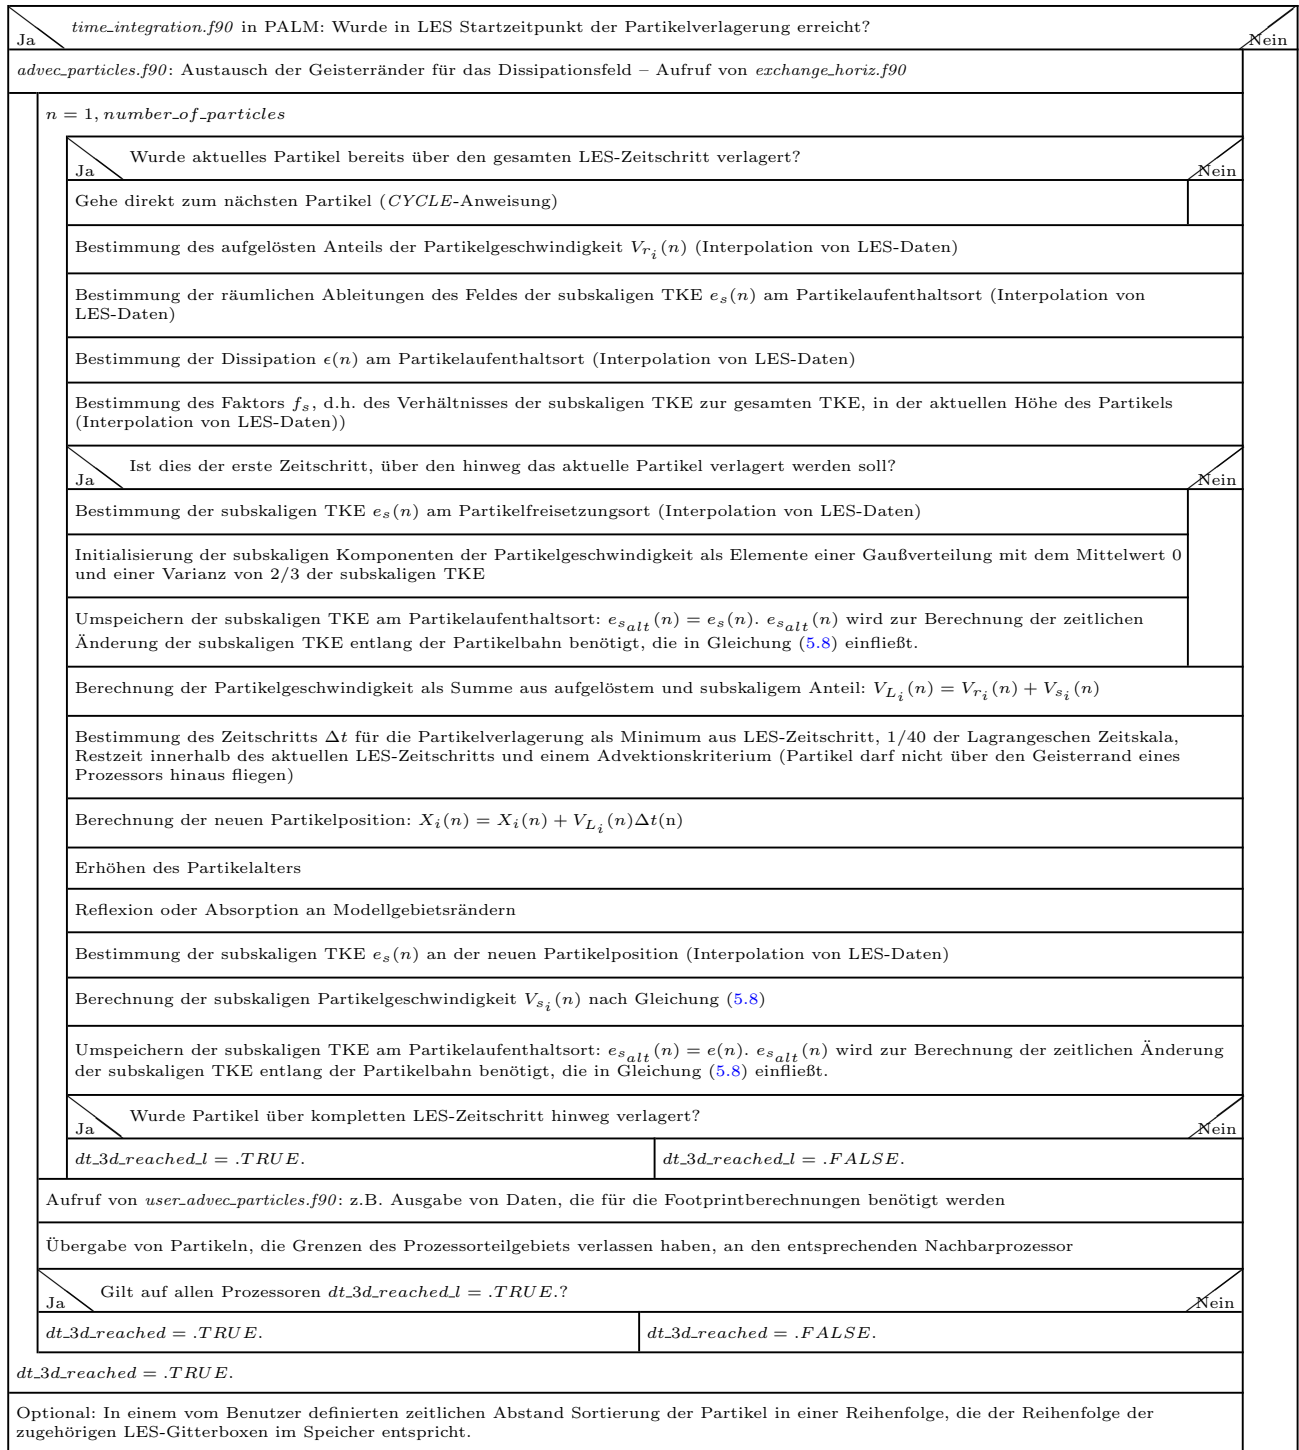 time_integration.f90 in PALM: Wurde in LES Startzeitpunkt der Partikelverlagerung erreicht?
Ja
Nein
advec_particles.f90: Austausch der Geisterränder für das Dissipationsfeld – Aufruf von exchange_horiz.f90
n = 1, number_of_particles
Wurde aktuelles Partikel bereits über den gesamten LES-Zeitschritt verlagert?
Ja
Nein
Gehe direkt zum nächsten Partikel (CYCLE-Anweisung)
Bestimmung des aufgelösten Anteils der Partikelgeschwindigkeit V_{r_i}(n) (Interpolation von LES-Daten)
Bestimmung der räumlichen Ableitungen des Feldes der subskaligen TKE e_s(n) am Partikelaufenthaltsort (Interpolation von
LES-Daten)
Bestimmung der Dissipation ϵ(n) am Partikelaufenthaltsort (Interpolation von LES-Daten)
Bestimmung des Faktors f_s, d.h. des Verhältnisses der subskaligen TKE zur gesamten TKE, in der aktuellen Höhe des Partikels
(Interpolation von LES-Daten))
Ist dies der erste Zeitschritt, über den hinweg das aktuelle Partikel verlagert werden soll?
Ja
Nein
Bestimmung der subskaligen TKE e_s(n) am Partikelfreisetzungsort (Interpolation von LES-Daten)
Initialisierung der subskaligen Komponenten der Partikelgeschwindigkeit als Elemente einer Gaußverteilung mit dem Mittelwert 0
und einer Varianz von 2/3 der subskaligen TKE
Umspeichern der subskaligen TKE am Partikelaufenthaltsort: e_{s_{alt}}(n) = e_s(n). e_{s_{alt}}(n) wird zur Berechnung der zeitlichen
Änderung der subskaligen TKE entlang der Partikelbahn benötigt, die in Gleichung (5.8) einfließt.
Berechnung der Partikelgeschwindigkeit als Summe aus aufgelöstem und subskaligem Anteil: V_{L_i}(n) = V_{r_i}(n) + V_{s_i}(n)
Bestimmung des Zeitschritts Δt für die Partikelverlagerung als Minimum aus LES-Zeitschritt, 1/40 der Lagrangeschen Zeitskala,
Restzeit innerhalb des aktuellen LES-Zeitschritts und einem Advektionskriterium (Partikel darf nicht über den Geisterrand eines
Prozessors hinaus fliegen)
Berechnung der neuen Partikelposition: X_i(n) = X_i(n) + V_{L_i}(n)Δt(n)
Erhöhen des Partikelalters
Reflexion oder Absorption an Modellgebietsrändern
Bestimmung der subskaligen TKE e_s(n) an der neuen Partikelposition (Interpolation von LES-Daten)
Berechnung der subskaligen Partikelgeschwindigkeit V_{s_i}(n) nach Gleichung (5.8)
Umspeichern der subskaligen TKE am Partikelaufenthaltsort: e_{s_{alt}}(n) = e(n). e_{s_{alt}}(n) wird zur Berechnung der zeitlichen Änderung
der subskaligen TKE entlang der Partikelbahn benötigt, die in Gleichung (5.8) einfließt.
Wurde Partikel über kompletten LES-Zeitschritt hinweg verlagert?
Ja
Nein
dt_3d_reached_l = .TRUE.
dt_3d_reached_l = .FALSE.
Aufruf von user_advec_particles.f90: z.B. Ausgabe von Daten, die für die Footprintberechnungen benötigt werden
Übergabe von Partikeln, die Grenzen des Prozessorteilgebiets verlassen haben, an den entsprechenden Nachbarprozessor
Gilt auf allen Prozessoren dt_3d_reached_l = .TRUE.?
Ja
Nein
dt_3d_reached = .TRUE.
dt_3d_reached = .FALSE.
dt_3d_reached = .TRUE.
Optional: In einem vom Benutzer definierten zeitlichen Abstand Sortierung der Partikel in einer Reihenfolge, die der Reihenfolge der
zugehörigen LES-Gitterboxen im Speicher entspricht.